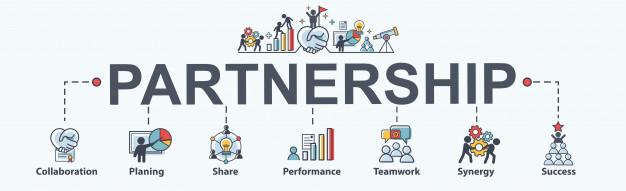 PARTNERSHIP
Collaboration Planing Share Performance Teamwork Synergy Success